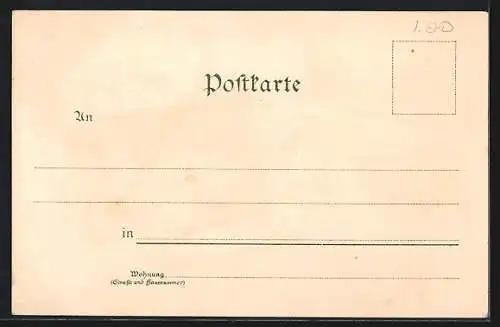 1.00
Postkarte
An
in
Wohnung
(Straße und Hausnummer)